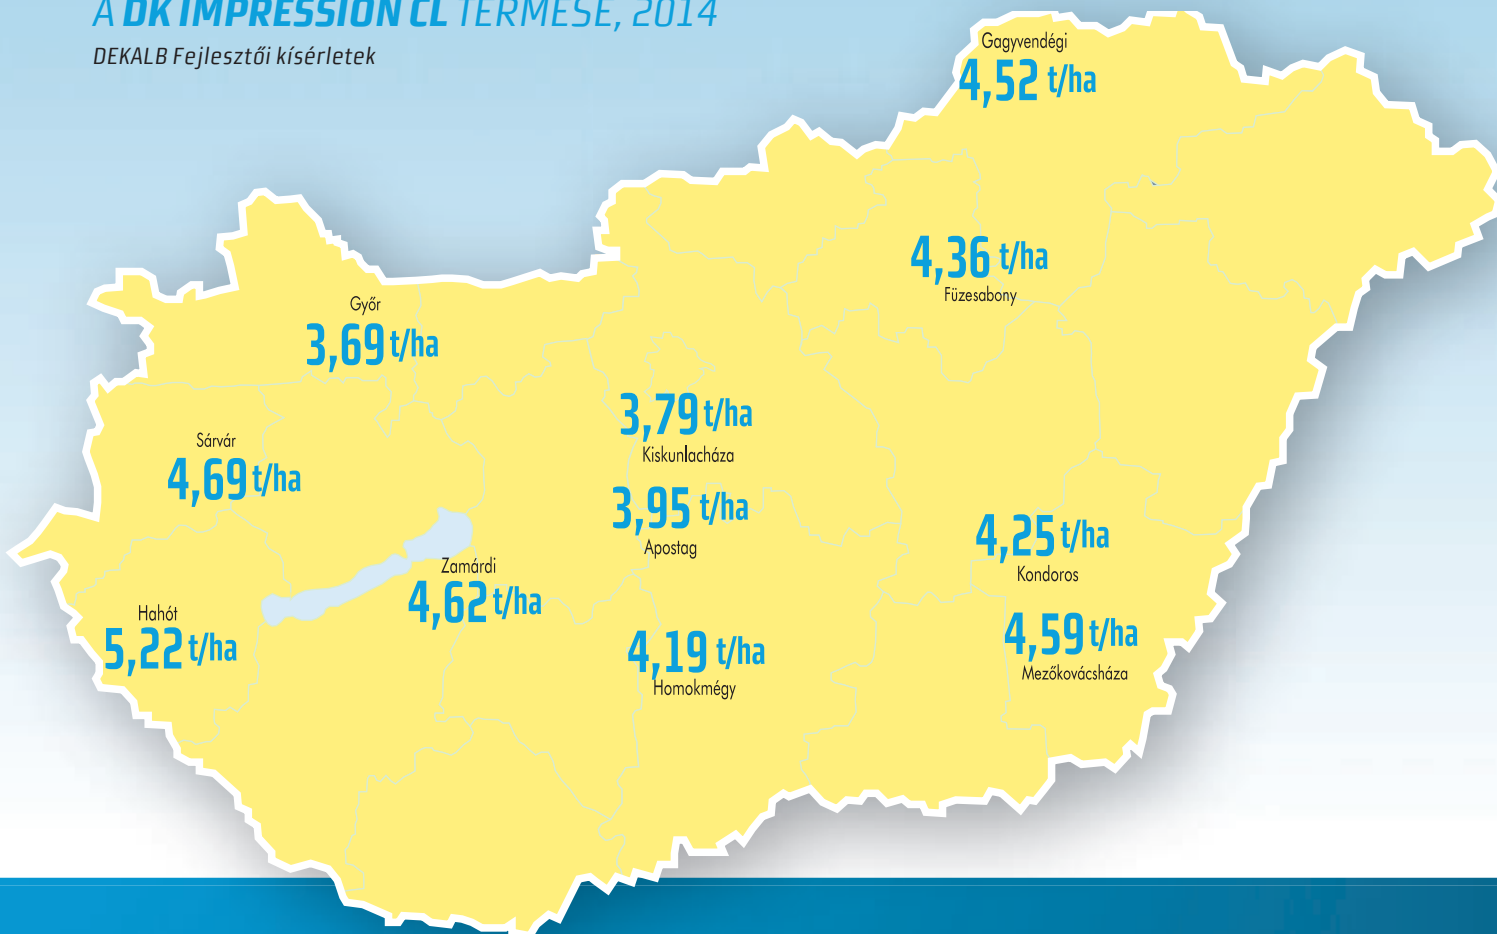 A DK IMPRESSION CL TERMÉSE, 2014
DEKALB Fejlesztői kísérletek
Gagyvendégi
4,52 t/ha
4,36 t/ha
Füzesabony
Győr
3,69 t/ha
3,79 t/ha
Kiskunlacháza
Sárvár
4,69 t/ha
3,95 t/ha
Apostag
4,25 t/ha
Kondoros
Zamárdi
4,62 t/ha
Hahót
5,22 t/ha
4,19 t/ha
Homokmégy
4,59 t/ha
Mezőkovácsháza